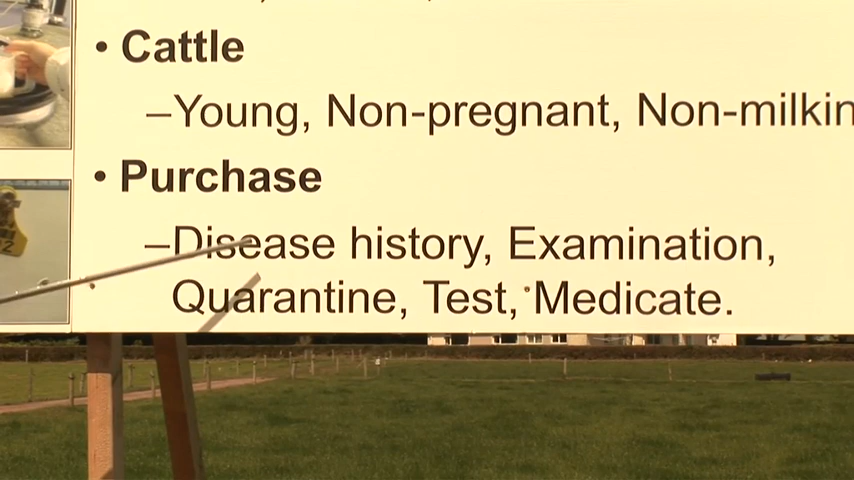 • Cattle
–Young, Non-pregnant, Non-milkin
• Purchase
–Disease history, Examination,
Quarantine, Test, Medicate.